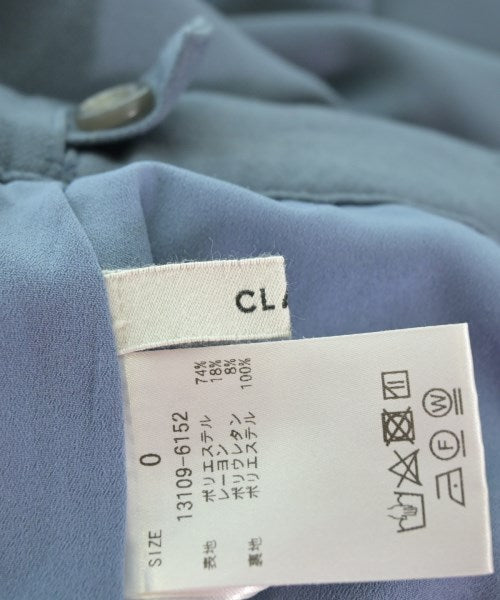 CLA
SIZE 0
13109-6152
表地 ポリエステル 74%
レーヨン 18%
ポリウレタン 8%
裏地 ポリエステル 100%
F
W